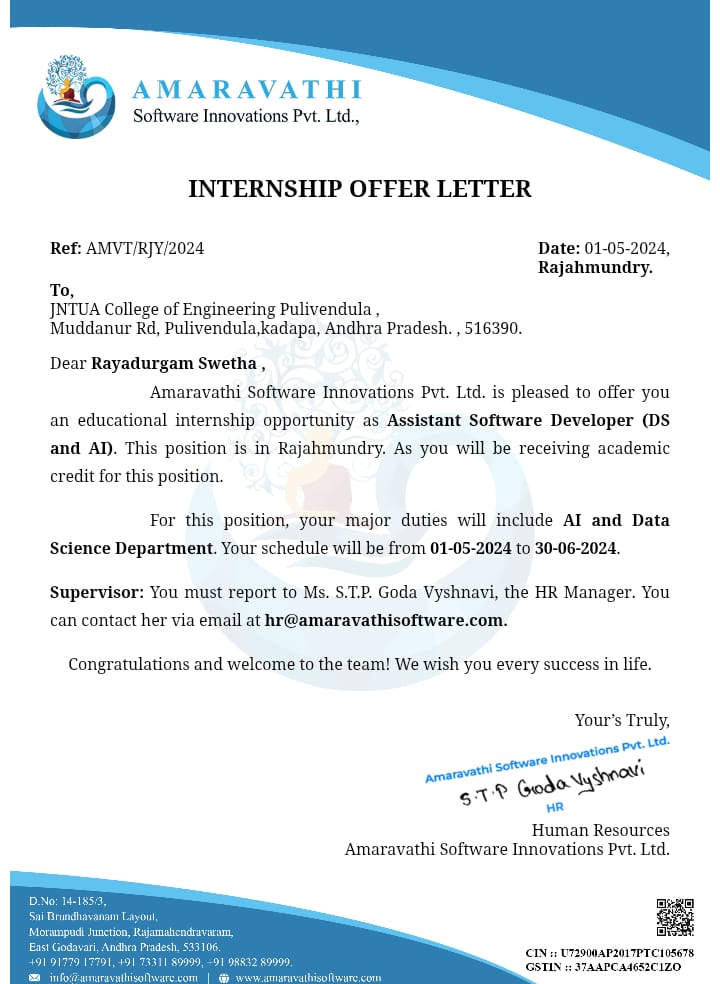 AMARAVATHI
Software Innovations Pvt. Ltd.,
INTERNSHIP OFFER LETTER
Ref: AMVT/RJY/2024
Date: 01-05-2024,
Rajahmundry.
To,
JNTUA College of Engineering Pulivendula ,
Muddanur Rd, Pulivendula,kadapa, Andhra Pradesh. , 516390.
Dear Rayadurgam Swetha ,
Amaravathi Software Innovations Pvt. Ltd. is pleased to offer you
an educational internship opportunity as Assistant Software Developer (DS
and AI). This position is in Rajahmundry. As you will be receiving academic
credit for this position.
For this position, your major duties will include AI and Data
Science Department. Your schedule will be from 01-05-2024 to 30-06-2024.
Supervisor: You must report to Ms. S.T.P. Goda Vyshnavi, the HR Manager. You
can contact her via email at hr@amaravathisoftware.com.
Congratulations and welcome to the team! We wish you every success in life.
Your's Truly,
Amaravathi Software Innovations Pvt. Ltd.
S.T.P Goda Vyshnavi
HR
Human Resources
Amaravathi Software Innovations Pvt. Ltd.
D.No: 14-185/3,
Sai Brundhavanam Layout,
Morampudi Junction, Rajamahendravaram,
East Godavari, Andhra Pradesh, 533106.
+91 91779 17791, +91 73311 89999, +91 98832 89999.
info@amaravathisoftware.com | www.amaravathisoftware.com
CIN :: U72900AP2017PTC105678
GSTIN :: 37AAPCA4652C1ZO